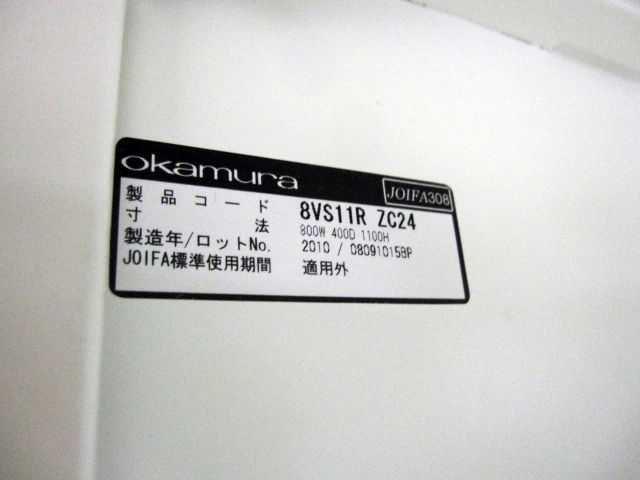 okamura JOIFA308
製品コード 8VS11R ZC24
寸法 800W 400D 1100H
製造年/ロットNo. 2010 / 08091015BP
JOIFA標準使用期間 適用外